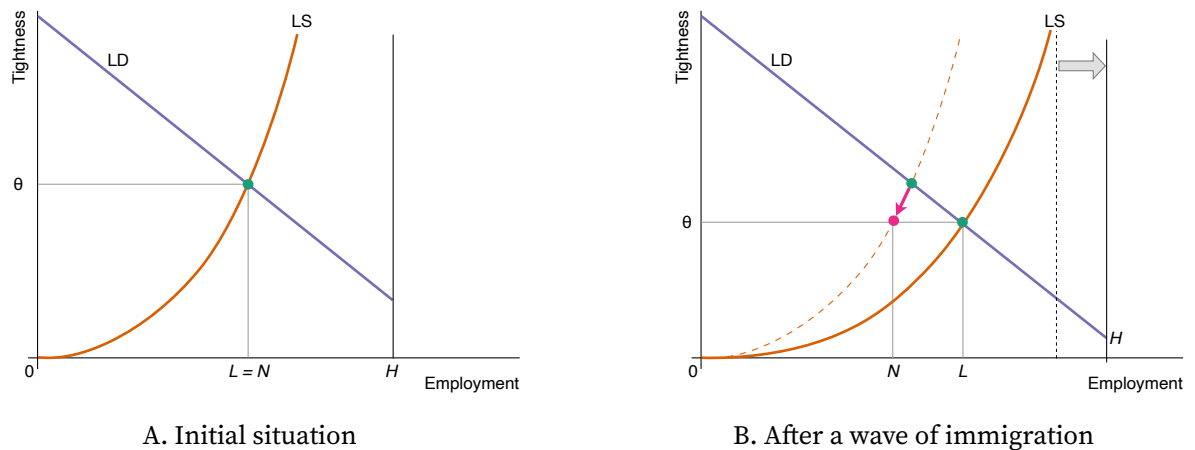 Tightness
LD
LS
θ
0
L = N
H
Employment
A. Initial situation
Tightness
LD
LS
θ
H
0
N
L
Employment
B. After a wave of immigration